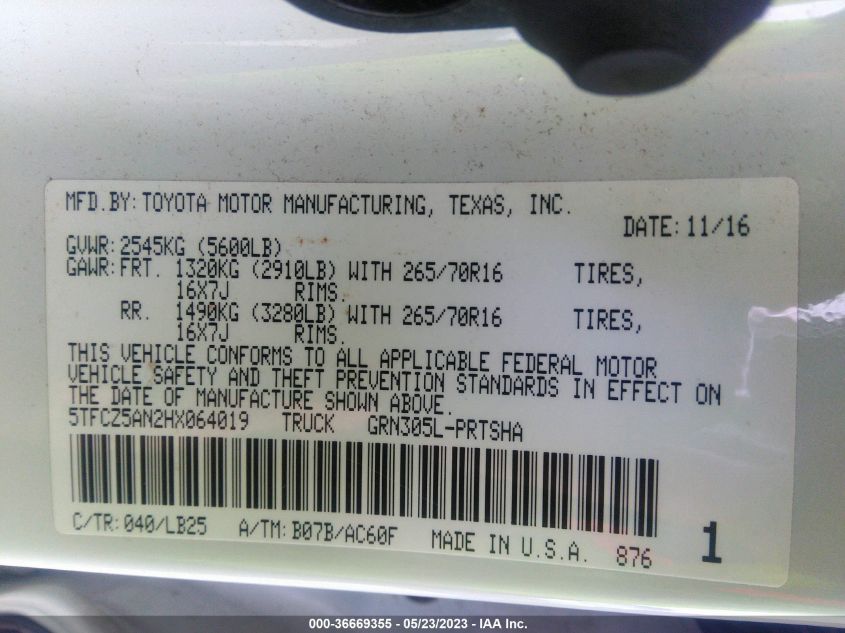 MFD.BY: TOYOTA MOTOR MANUFACTURING, TEXAS, INC.
DATE: 11/16
GVWR: 2545KG (5600LB)
GAWR: FRT. 1320KG (2910LB) WITH 265/70R16 TIRES,
16X7J RIMS.
RR. 1490KG (3280LB) WITH 265/70R16 TIRES,
16X7J RIMS.
THIS VEHICLE CONFORMS TO ALL APPLICABLE FEDERAL MOTOR
VEHICLE SAFETY AND THEFT PREVENTION STANDARDS IN EFFECT ON
THE DATE OF MANUFACTURE SHOWN ABOVE.
5TFCZ5AN2HX064019 TRUCK GRN305L-PRTSHA
C/TR: 040/LB25 A/TM: B07B/AC60F MADE IN U.S.A. 876 1
000-36669355 - 05/23/2023 - IAA Inc.